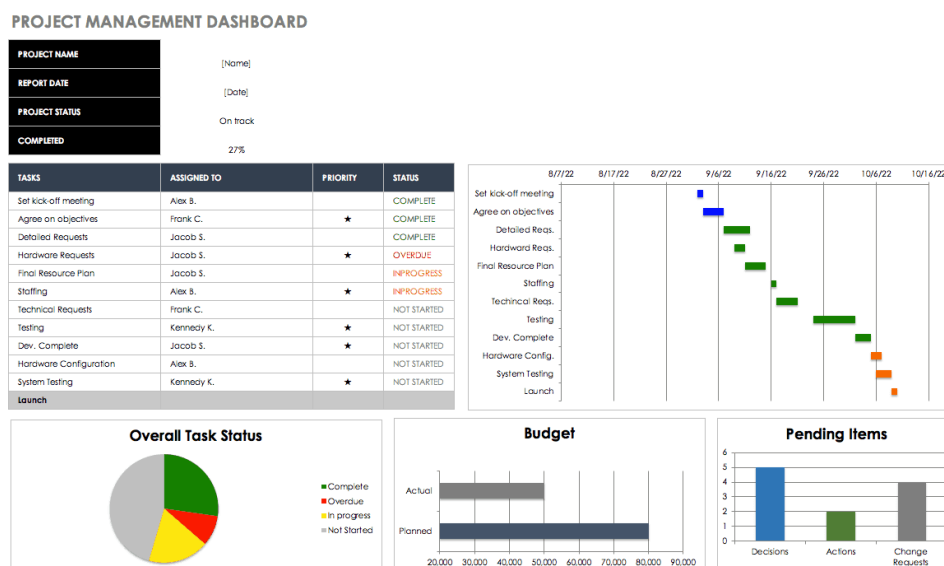 PROJECT MANAGEMENT DASHBOARD
PROJECT NAME [Name]
REPORT DATE [Date]
PROJECT STATUS On track
COMPLETED 27%
TASKS ASSIGNED TO PRIORITY STATUS
Set kick-off meeting Alex B. COMPLETE
Agree on objectives Frank C. ★ COMPLETE
Detailed Requests Jacob S. COMPLETE
Hardware Requests Jacob S. ★ OVERDUE
Final Resource Plan Jacob S. INPROGRESS
Staffing Alex B. ★ INPROGRESS
Technical Requests Frank C. NOT STARTED
Testing Kennedy K. ★ NOT STARTED
Dev. Complete Jacob S. ★ NOT STARTED
Hardware Configuration Alex B. NOT STARTED
System Testing Kennedy K. ★ NOT STARTED
Launch
8/7/22 8/17/22 8/27/22 9/6/22 9/16/22 9/26/22 10/6/22 10/16/22
Set kick-off meeting
Agree on objectives
Detailed Reqs.
Hardward Reqs.
Final Resource Plan
Staffing
Techincal Reqs.
Testing
Dev. Complete
Hardware Config.
System Testing
Launch
Overall Task Status
Complete
Overdue
In progress
Not Started
Budget
Actual
Planned
20,000 30,000 40,000 50,000 60,000 70,000 80,000 90,000
Pending Items
6
5
4
3
2
1
0
Decisions Actions Change
Requests